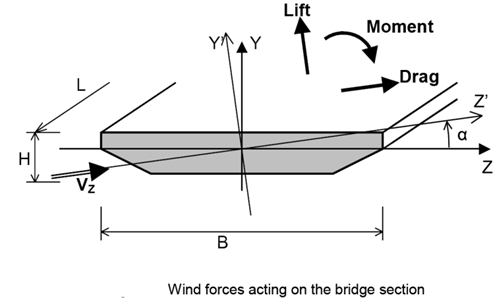 Lift
Moment
Y'
Y
Drag
L
Z'
H
α
Vz
Z
B
Wind forces acting on the bridge section